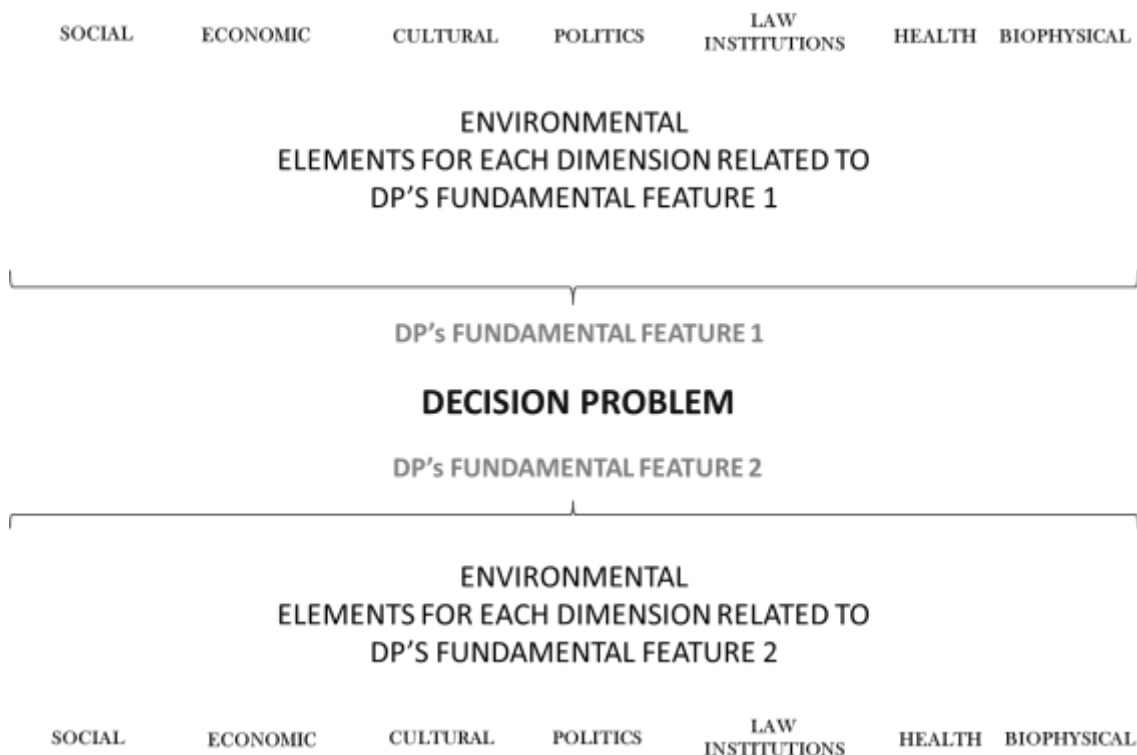 SOCIAL ECONOMIC CULTURAL POLITICS LAW INSTITUTIONS HEALTH BIOPHYSICAL
ENVIRONMENTAL
ELEMENTS FOR EACH DIMENSION RELATED TO
DP'S FUNDAMENTAL FEATURE 1
DP's FUNDAMENTAL FEATURE 1
DECISION PROBLEM
DP's FUNDAMENTAL FEATURE 2
ENVIRONMENTAL
ELEMENTS FOR EACH DIMENSION RELATED TO
DP'S FUNDAMENTAL FEATURE 2
SOCIAL ECONOMIC CULTURAL POLITICS LAW INSTITUTIONS HEALTH BIOPHYSICAL